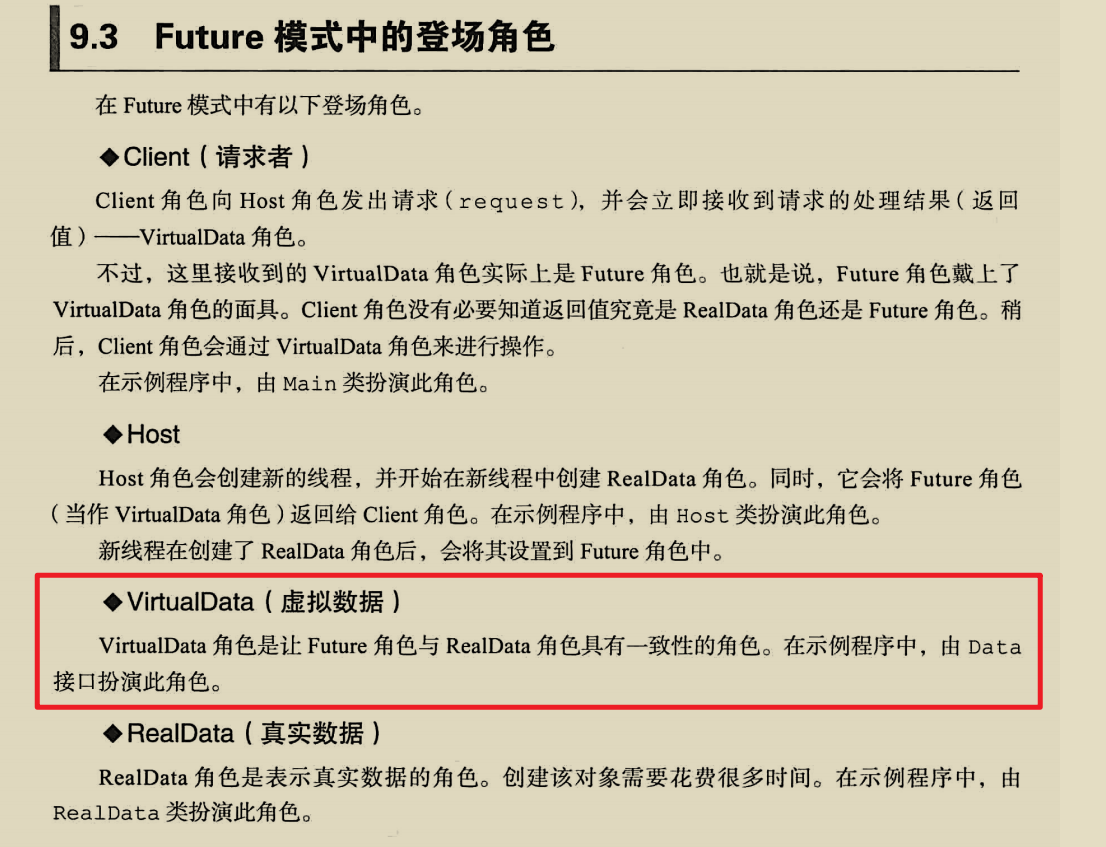 9.3 Future 模式中的登场角色
在 Future 模式中有以下登场角色。
◆Client（请求者）
Client 角色向 Host 角色发出请求（request），并会立即接收到请求的处理结果（返回
值）——VirtualData 角色。
不过，这里接收到的 VirtualData 角色实际上是 Future 角色。也就是说，Future 角色戴上了
VirtualData 角色的面具。Client 角色没有必要知道返回值究竟是 RealData 角色还是 Future 角色。稍
后，Client 角色会通过 VirtualData 角色来进行操作。
在示例程序中，由 Main 类扮演此角色。
◆Host
Host 角色会创建新的线程，并开始在新线程中创建 RealData 角色。同时，它会将 Future 角色
（当作 VirtualData 角色）返回给 Client 角色。在示例程序中，由 Host 类扮演此角色。
新线程在创建了 RealData 角色后，会将其设置到 Future 角色中。
◆VirtualData（虚拟数据）
VirtualData 角色是让 Future 角色与 RealData 角色具有一致性的角色。在示例程序中，由 Data
接口扮演此角色。
◆RealData（真实数据）
RealData 角色是表示真实数据的角色。创建该对象需要花费很多时间。在示例程序中，由
RealData 类扮演此角色。